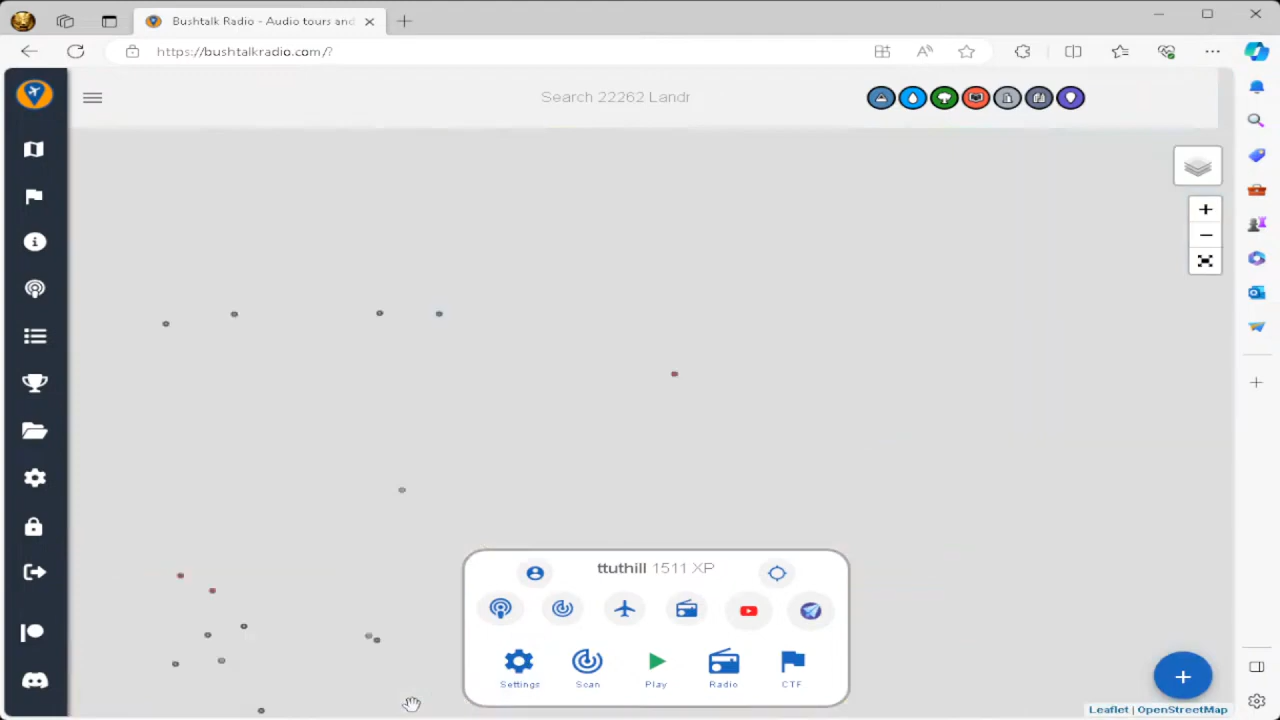 Bushtalk Radio - Audio tours and
https://bushtalkradio.com/?
Search 22262 Landr
+
−
ttuthill 1511 XP
Settings Scan Play Radio CTF
+
Leaflet | OpenStreetMap